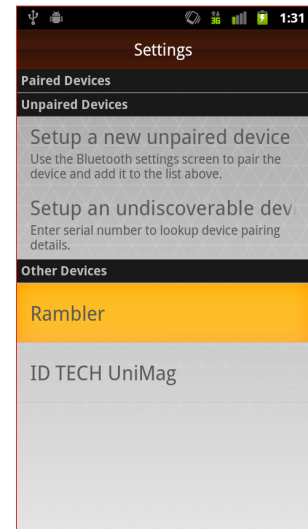 3G 1:31
Settings
Paired Devices
Unpaired Devices
Setup a new unpaired device
Use the Bluetooth settings screen to pair the
device and add it to the list above.
Setup an undiscoverable devi
Enter serial number to lookup device pairing
details.
Other Devices
Rambler
ID TECH UniMag